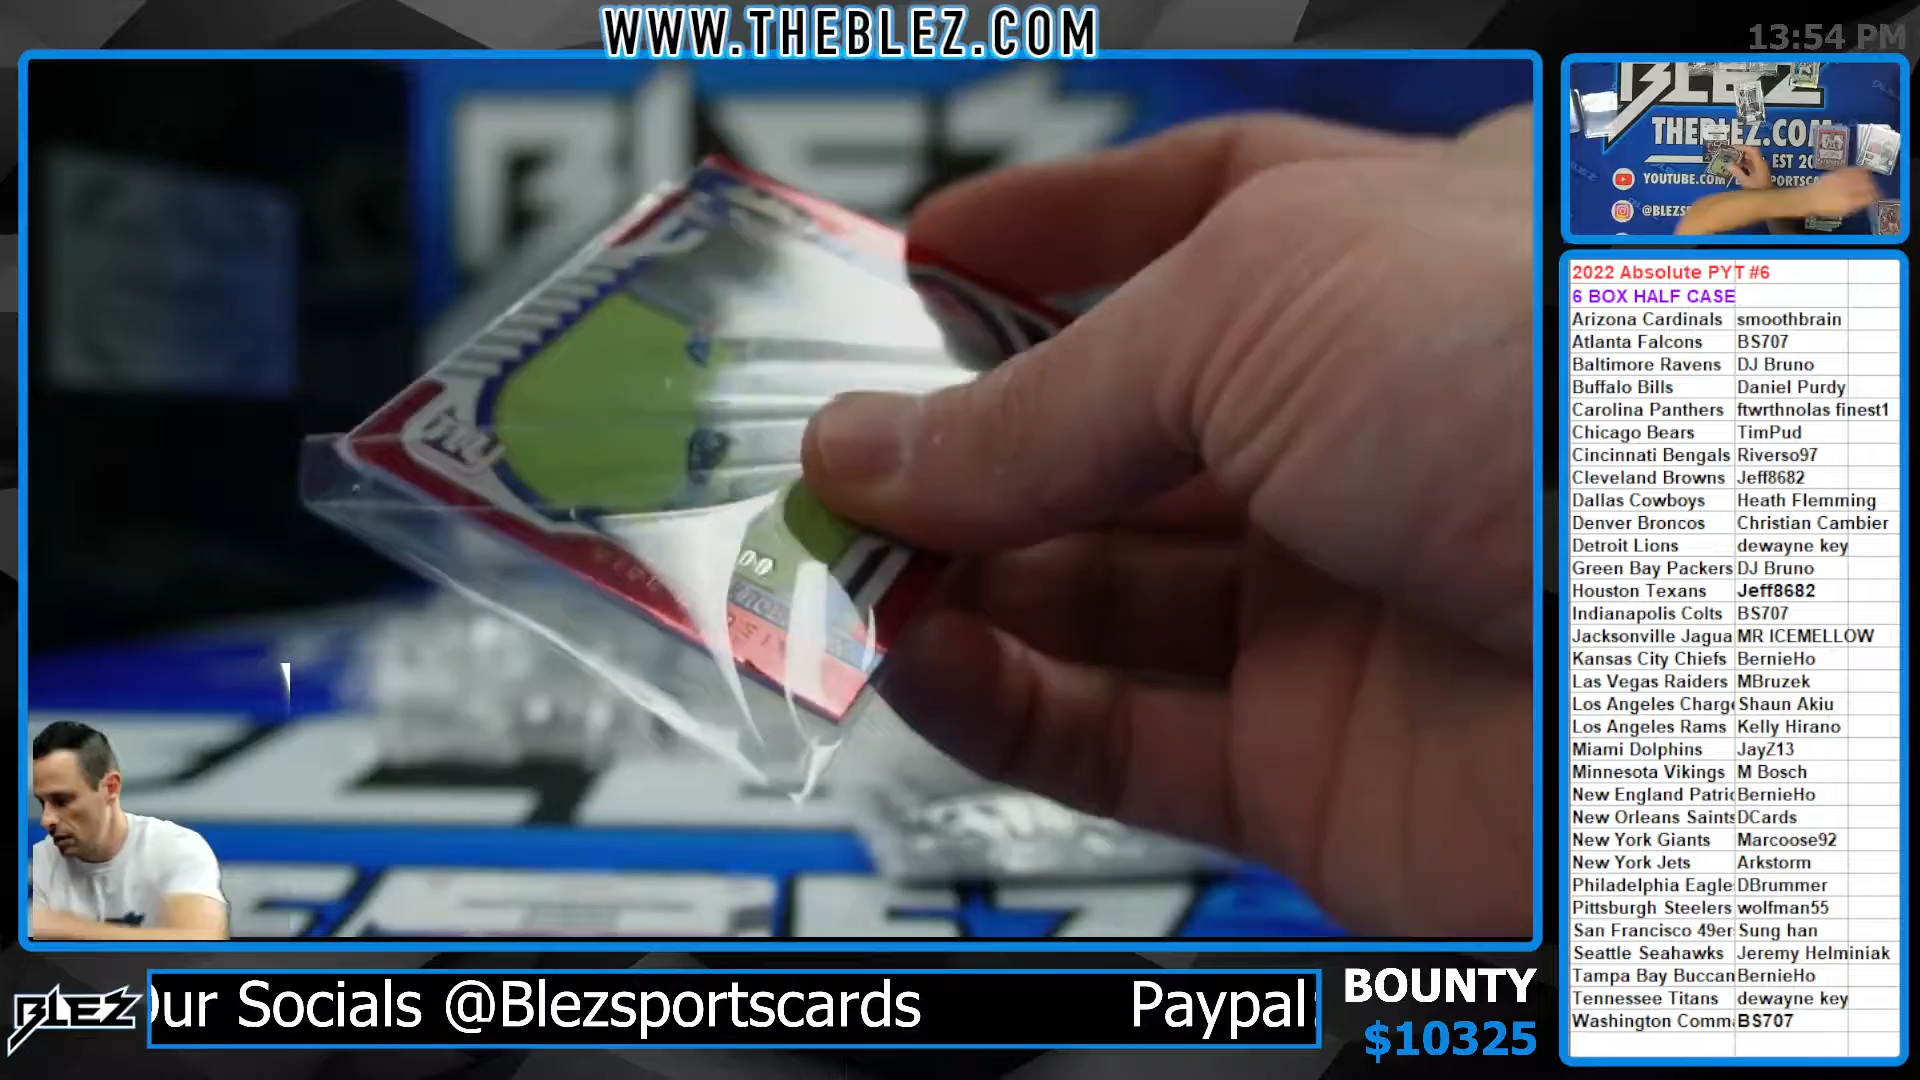 WWW.THEBLEZ.COM
13:54 PM
BLEZ
THEBLEZ.COM
EST 20
YOUTUBE.COM/
SPORTSCA
@BLEZS
2022 Absolute PYT #6
6 BOX HALF CASE
Arizona Cardinals smoothbrain
Atlanta Falcons BS707
Baltimore Ravens DJ Bruno
Buffalo Bills Daniel Purdy
Carolina Panthers ftwrthnolas finest1
Chicago Bears TimPud
Cincinnati Bengals Riverso97
Cleveland Browns Jeff8682
Dallas Cowboys Heath Flemming
Denver Broncos Christian Cambier
Detroit Lions dewayne key
Green Bay Packers DJ Bruno
Houston Texans Jeff8682
Indianapolis Colts BS707
Jacksonville Jagua MR ICEMELLOW
Kansas City Chiefs BernieHo
Las Vegas Raiders MBruzek
Los Angeles Charg Shaun Akiu
Los Angeles Rams Kelly Hirano
Miami Dolphins JayZ13
Minnesota Vikings M Bosch
New England Patric BernieHo
New Orleans Saints DCards
New York Giants Marcoose92
New York Jets Arkstorm
Philadelphia Eagle DBrummer
Pittsburgh Steelers wolfman55
San Francisco 49er Sung han
Seattle Seahawks Jeremy Helminiak
Tampa Bay Buccan BernieHo
Tennessee Titans dewayne key
Washington Comm BS707
BLEZ
Our Socials @Blezsportscards Paypal:
BOUNTY
$10325